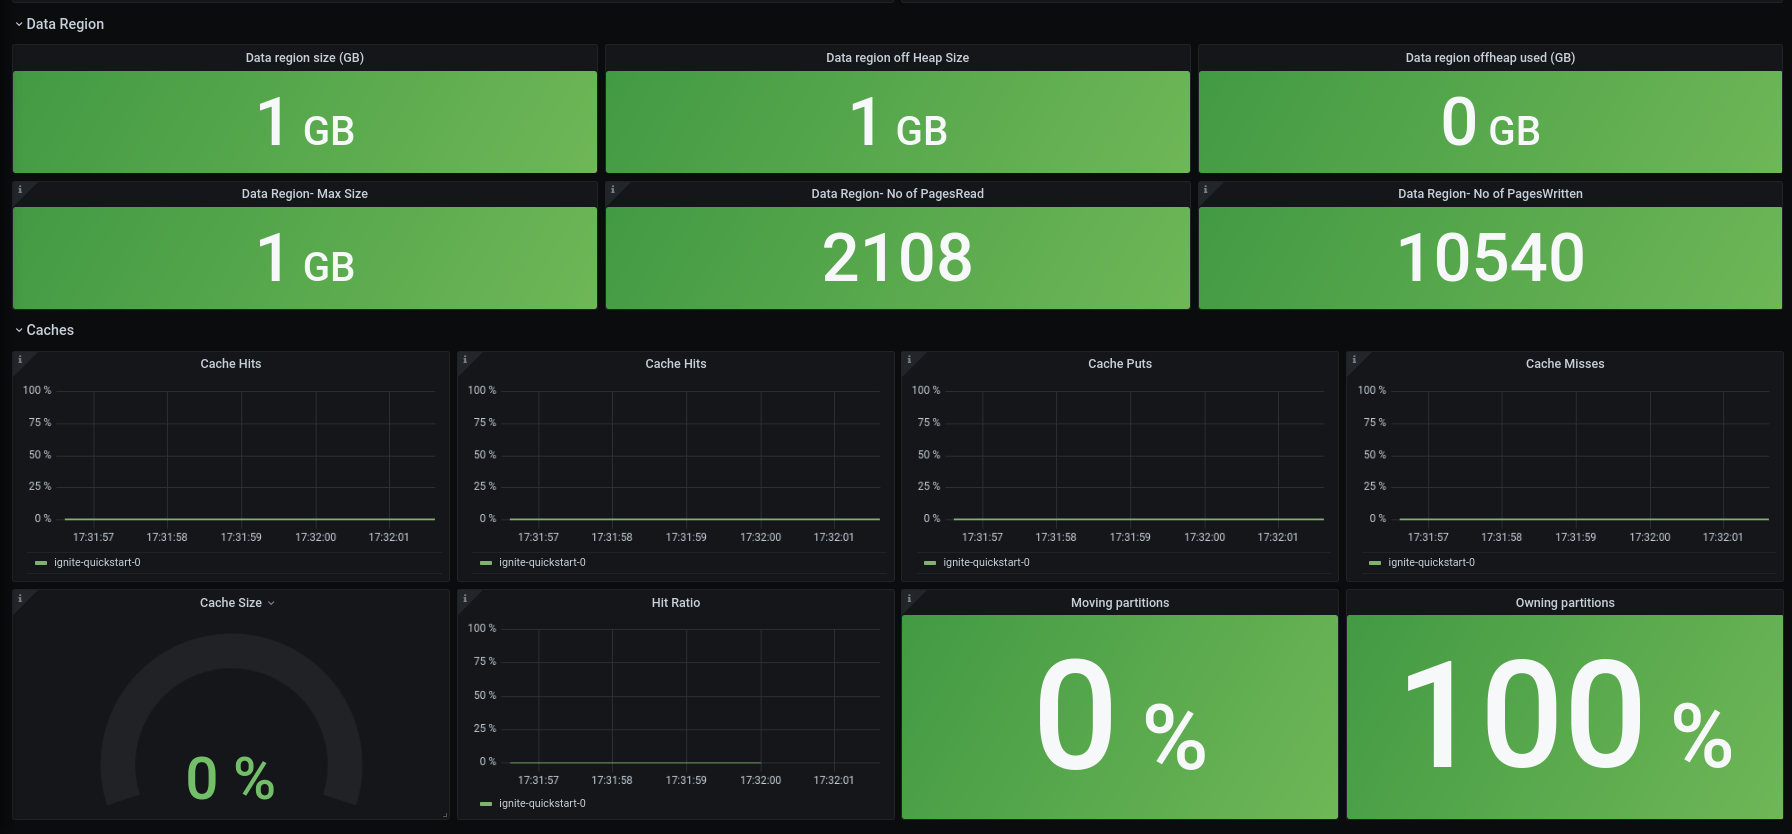 Data Region
Data region size (GB)
1 GB
Data region off Heap Size
1 GB
Data region offheap used (GB)
0 GB
Data Region- Max Size
1 GB
Data Region- No of PagesRead
2108
Data Region- No of PagesWritten
10540
Caches
Cache Hits
100 %
75 %
50 %
25 %
0 %
17:31:57 17:31:58 17:31:59 17:32:00 17:32:01
ignite-quickstart-0
Cache Hits
100 %
75 %
50 %
25 %
0 %
17:31:57 17:31:58 17:31:59 17:32:00 17:32:01
ignite-quickstart-0
Cache Puts
100 %
75 %
50 %
25 %
0 %
17:31:57 17:31:58 17:31:59 17:32:00 17:32:01
ignite-quickstart-0
Cache Misses
100 %
75 %
50 %
25 %
0 %
17:31:57 17:31:58 17:31:59 17:32:00 17:32:01
ignite-quickstart-0
Cache Size
0 %
Hit Ratio
100 %
75 %
50 %
25 %
0 %
17:31:57 17:31:58 17:31:59 17:32:00 17:32:01
ignite-quickstart-0
Moving partitions
0 %
Owning partitions
100 %